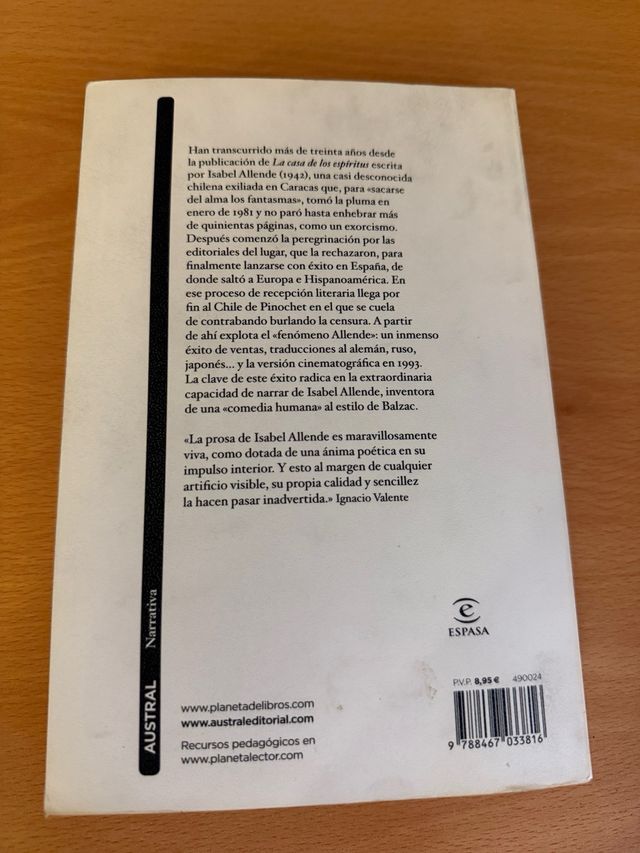 Han transcurrido más de treinta años desde
la publicación de La casa de los espíritus escrita
por Isabel Allende (1942), una casi desconocida
chilena exiliada en Caracas que, para «sacarse
del alma los fantasmas», tomó la pluma en
enero de 1981 y no paró hasta enhebrar más
de quinientas páginas, como un exorcismo.
Después comenzó la peregrinación por las
editoriales del lugar, que la rechazaron, para
finalmente lanzarse con éxito en España, de
donde saltó a Europa e Hispanoamérica. En
ese proceso de recepción literaria llega por
fin al Chile de Pinochet en el que se cuela
de contrabando burlando la censura. A partir
de ahí explota el «fenómeno Allende»: un inmenso
éxito de ventas, traducciones al alemán, ruso,
japonés... y la versión cinematográfica en 1993.
La clave de este éxito radica en la extraordinaria
capacidad de narrar de Isabel Allende, inventora
de una «comedia humana» al estilo de Balzac.
«La prosa de Isabel Allende es maravillosamente
viva, como dotada de una ánima poética en su
impulso interior. Y esto al margen de cualquier
artificio visible, su propia calidad y sencillez
la hacen pasar inadvertida.» Ignacio Valente
AUSTRAL Narrativa
e
ESPASA
www.planetadelibros.com
www.australeditorial.com
Recursos pedagógicos en
www.planetalector.com
P.V.P. 8,95 € 490024
9 788467 033816